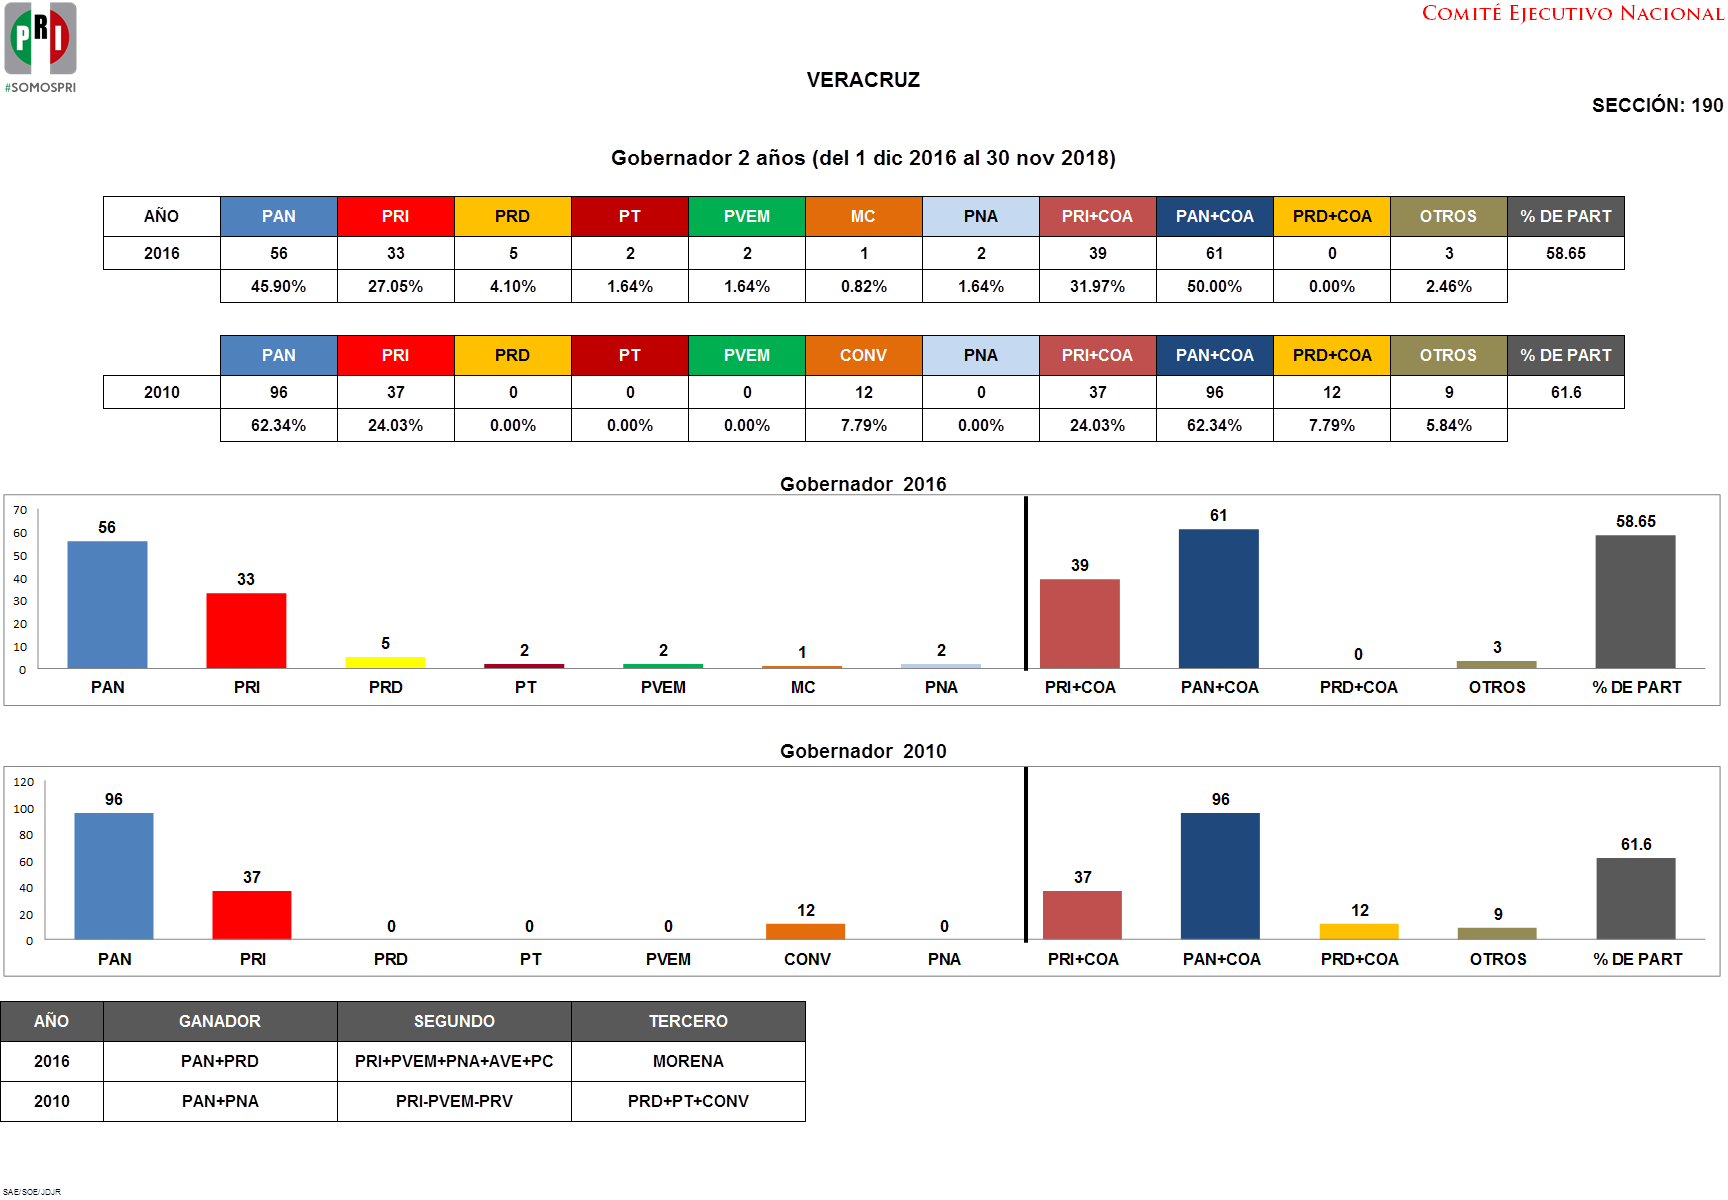 PRI
#SOMOSPRI
COMITÉ EJECUTIVO NACIONAL
VERACRUZ
SECCIÓN: 190
Gobernador 2 años (del 1 dic 2016 al 30 nov 2018)
AÑO PAN PRI PRD PT PVEM MC PNA PRI+COA PAN+COA PRD+COA OTROS % DE PART
2016 56 33 5 2 2 1 2 39 61 0 3 58.65
45.90% 27.05% 4.10% 1.64% 1.64% 0.82% 1.64% 31.97% 50.00% 0.00% 2.46%
PAN PRI PRD PT PVEM CONV PNA PRI+COA PAN+COA PRD+COA OTROS % DE PART
2010 96 37 0 0 0 12 0 37 96 12 9 61.6
62.34% 24.03% 0.00% 0.00% 0.00% 7.79% 0.00% 24.03% 62.34% 7.79% 5.84%
Gobernador 2016
70
60
50
40
30
20
10
0
56 33 5 2 2 1 2 39 61 0 3 58.65
PAN PRI PRD PT PVEM MC PNA PRI+COA PAN+COA PRD+COA OTROS % DE PART
Gobernador 2010
120
100
80
60
40
20
0
96 37 0 0 0 12 0 37 96 12 9 61.6
PAN PRI PRD PT PVEM CONV PNA PRI+COA PAN+COA PRD+COA OTROS % DE PART
AÑO GANADOR SEGUNDO TERCERO
2016 PAN+PRD PRI+PVEM+PNA+AVE+PC MORENA
2010 PAN+PNA PRI-PVEM-PRV PRD+PT+CONV
SAE/SOE/JDJR